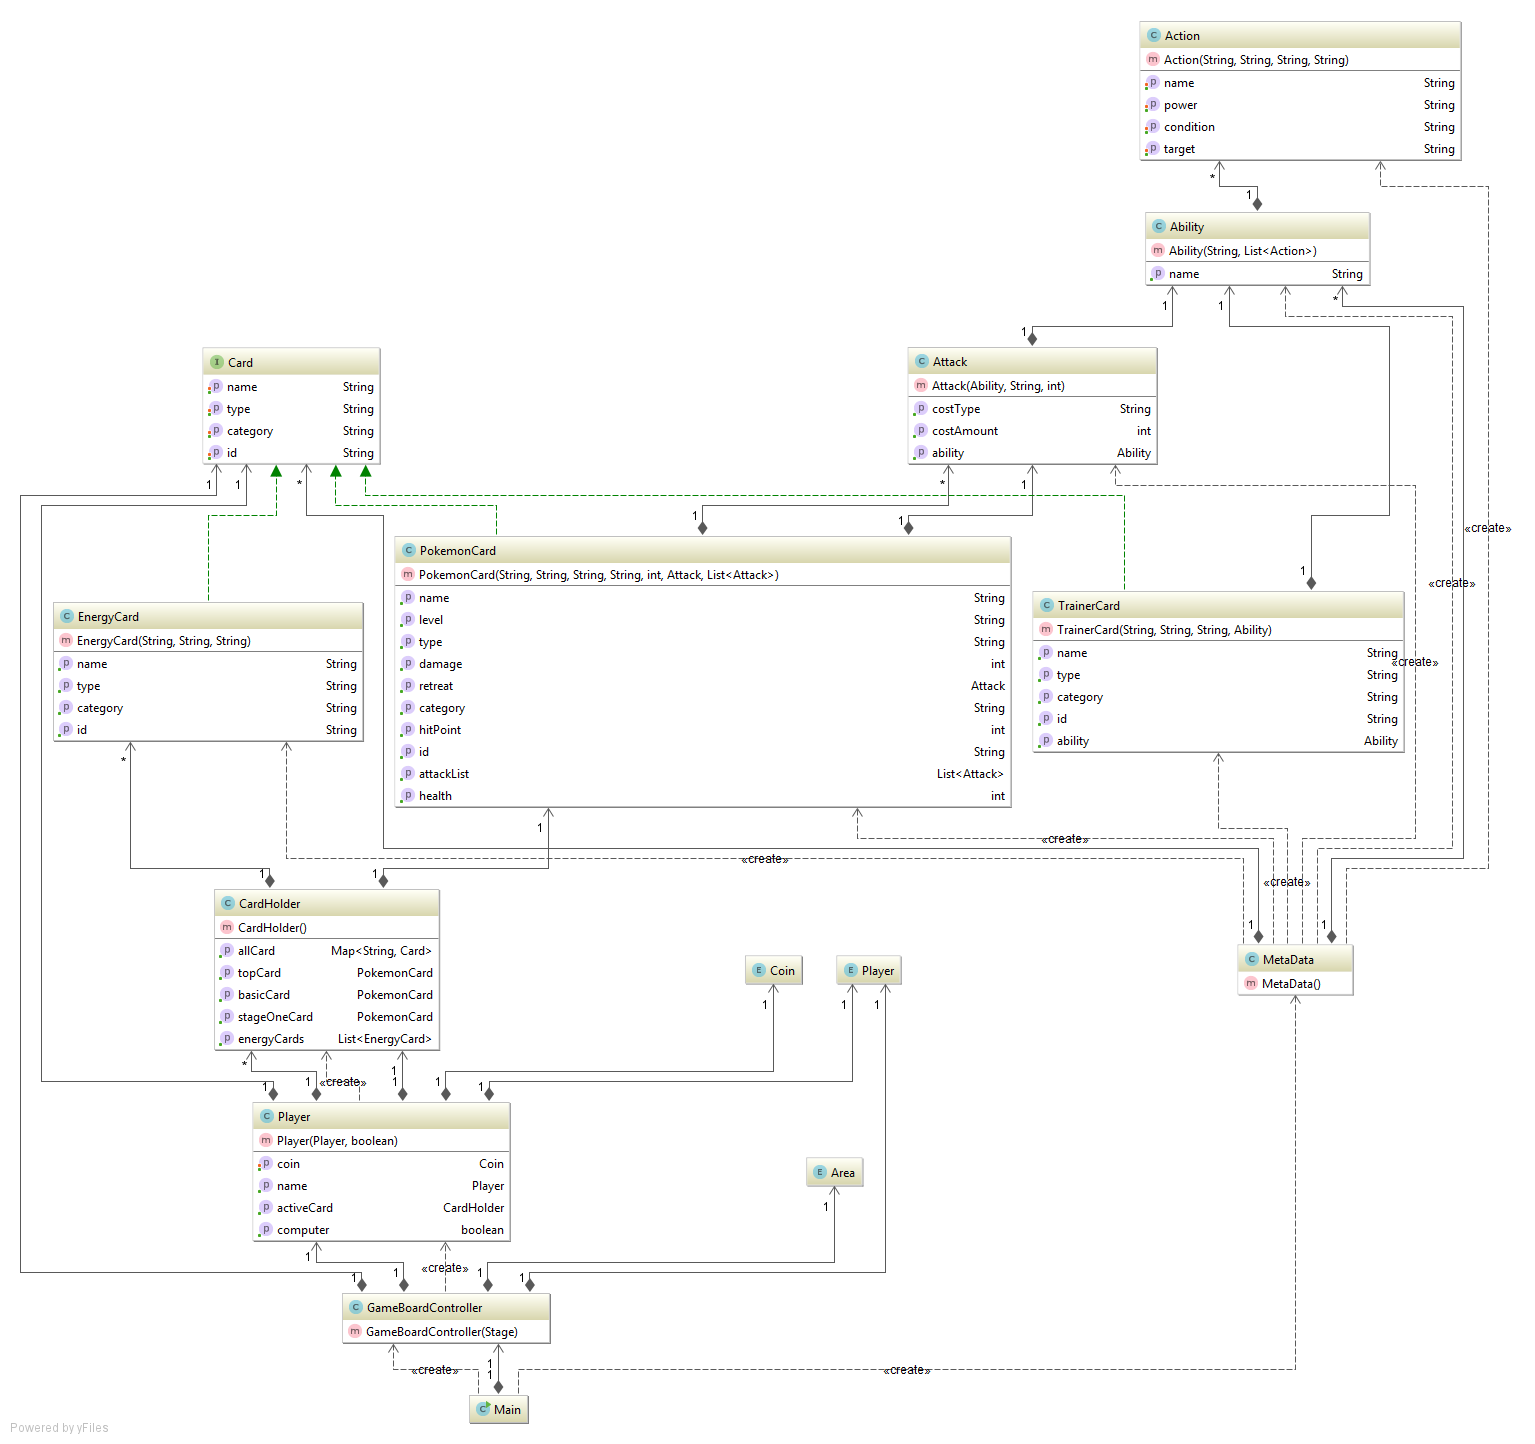 Action
Action(String, String, String, String)
name String
power String
condition String
target String
*
1
Ability
Ability(String, List<Action>)
name String
1
1
*
1
Attack
Attack(Ability, String, int)
costType String
costAmount int
ability Ability
Card
name String
type String
category String
id String
1
1
*
*
1
1
1
«create»
PokemonCard
PokemonCard(String, String, String, String, int, Attack, List<Attack>)
name String
level String
type String
damage int
retreat Attack
category String
hitPoint int
id String
attackList List<Attack>
health int
1
«create»
1
TrainerCard
TrainerCard(String, String, String, Ability)
name String
type String
category String
id String
ability Ability
«create»
EnergyCard
EnergyCard(String, String, String)
name String
type String
category String
id String
*
«create»
«create»
«create»
1
1
CardHolder
CardHolder()
allCard Map<String, Card>
topCard PokemonCard
basicCard PokemonCard
stageOneCard PokemonCard
energyCards List<EnergyCard>
1
1
MetaData
MetaData()
Coin
Player
1
1
1
*
1
1
«create»
1
1
1
1
Player
Player(Player, boolean)
coin Coin
name Player
activeCard CardHolder
computer boolean
Area
1
1
«create»
1
1
1
1
GameBoardController
GameBoardController(Stage)
1
1
«create»
«create»
Main
Powered by yFiles